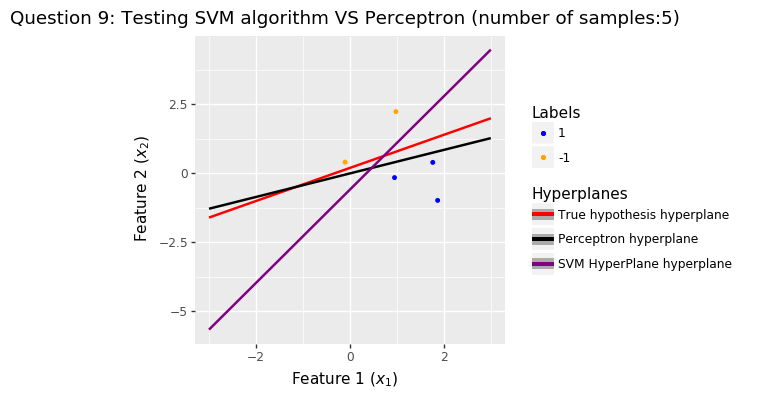 Question 9: Testing SVM algorithm VS Perceptron (number of samples:5)
2.5
0
−2.5
−5
Feature 2 (x₂)
−2
0
2
Feature 1 (x₁)
Labels
1
-1
Hyperplanes
True hypothesis hyperplane
Perceptron hyperplane
SVM HyperPlane hyperplane